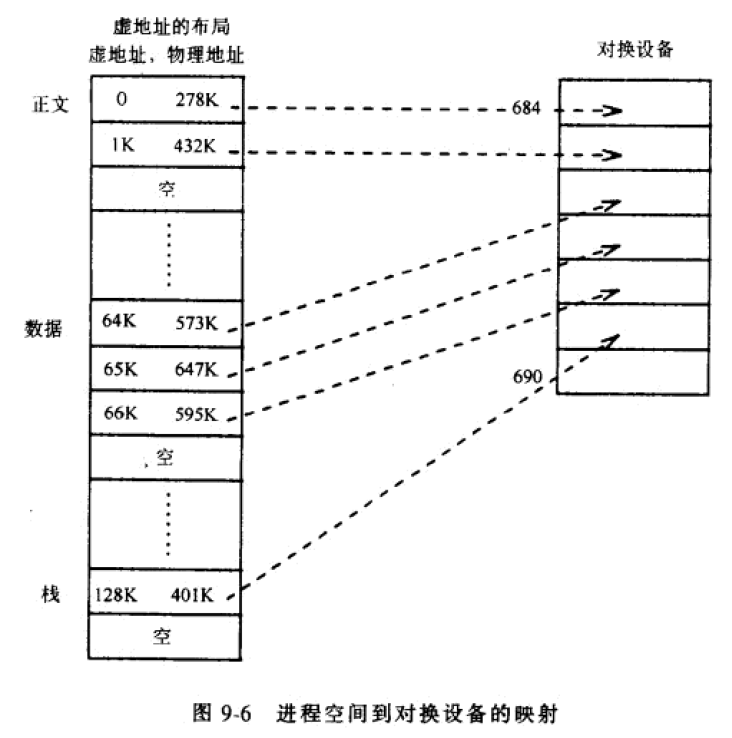 虚地址的布局
虚地址，物理地址
对换设备
正文
0 278K
684
1K 432K
空
数据
64K 573K
65K 647K
690
66K 595K
空
栈
128K 401K
空
图 9-6 进程空间到对换设备的映射